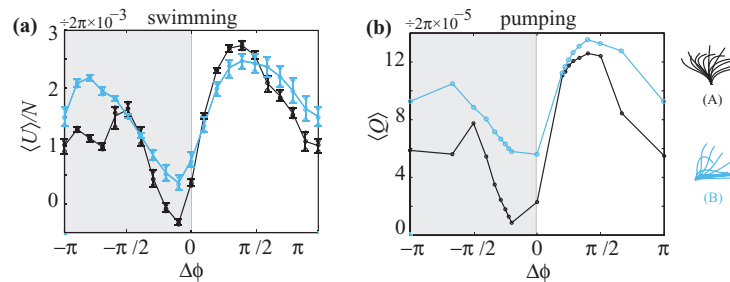 (a)
swimming
÷2π×10⁻³
3
2
1
0
⟨U⟩/N
−π
−π/2
0
π/2
π
Δϕ
(b)
pumping
÷2π×10⁻⁵
12
8
4
0
⟨Q⟩
−π
−π/2
0
π/2
π
Δϕ
(A)
(B)